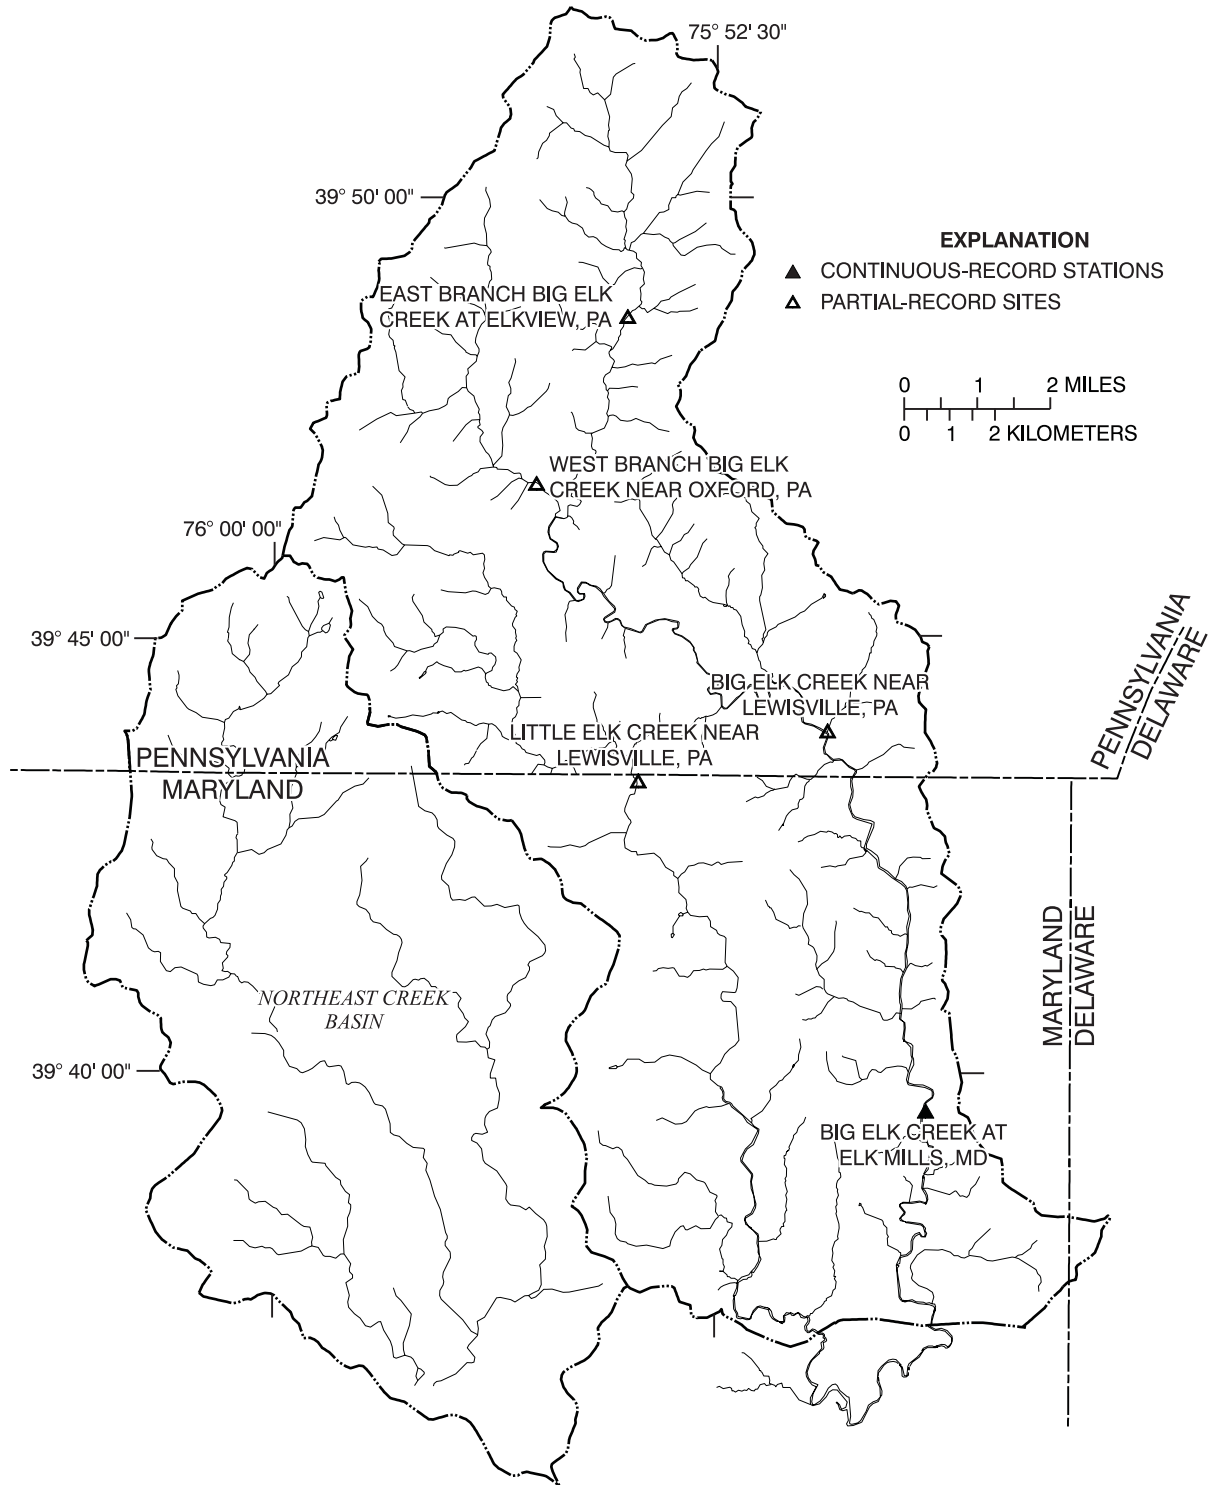 75° 52' 30"
39° 50' 00"
EXPLANATION
CONTINUOUS-RECORD STATIONS
PARTIAL-RECORD SITES
EAST BRANCH BIG ELK
CREEK AT ELKVIEW, PA
0 1 2 MILES
0 1 2 KILOMETERS
WEST BRANCH BIG ELK
CREEK NEAR OXFORD, PA
76° 00' 00"
39° 45' 00"
PENNSYLVANIA
DELAWARE
BIG ELK CREEK NEAR
LEWISVILLE, PA
LITTLE ELK CREEK NEAR
LEWISVILLE, PA
PENNSYLVANIA
MARYLAND
MARYLAND
DELAWARE
NORTHEAST CREEK
BASIN
39° 40' 00"
BIG ELK CREEK AT
ELK MILLS, MD